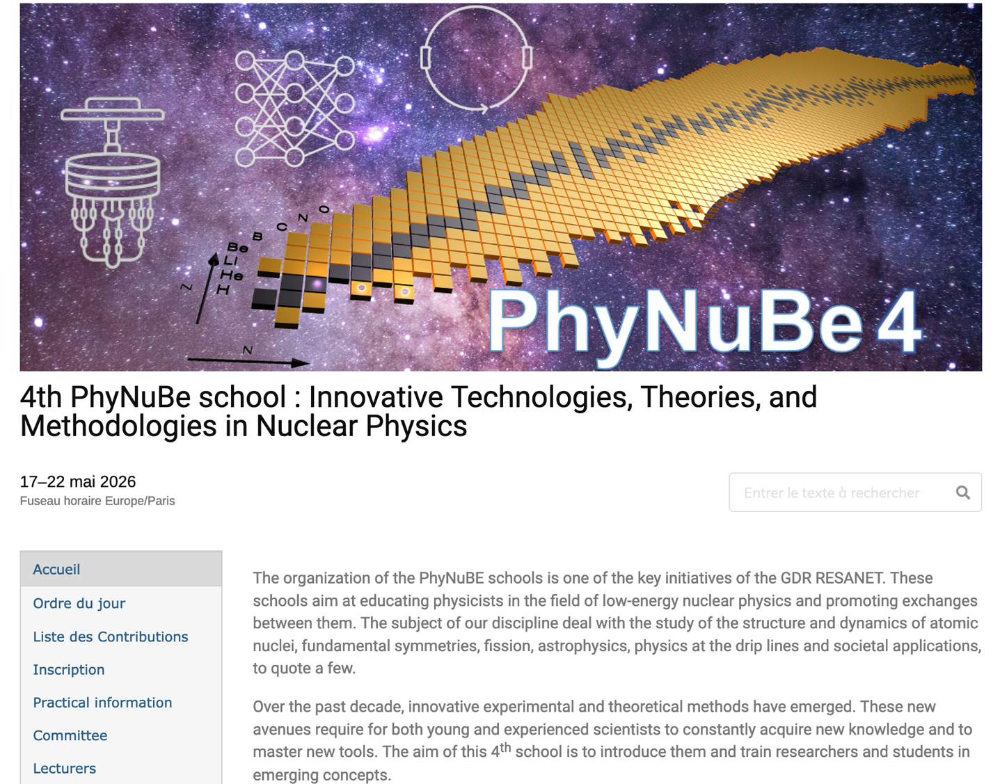 O
N
C
B
Be
Li
He
H
Z
N
PhyNuBe 4
4th PhyNuBe school : Innovative Technologies, Theories, and
Methodologies in Nuclear Physics
17–22 mai 2026
Fuseau horaire Europe/Paris
Entrer le texte à rechercher
Accueil
Ordre du jour
Liste des Contributions
Inscription
Practical information
Committee
Lecturers
The organization of the PhyNuBE schools is one of the key initiatives of the GDR RESANET. These
schools aim at educating physicists in the field of low-energy nuclear physics and promoting exchanges
between them. The subject of our discipline deal with the study of the structure and dynamics of atomic
nuclei, fundamental symmetries, fission, astrophysics, physics at the drip lines and societal applications,
to quote a few.
Over the past decade, innovative experimental and theoretical methods have emerged. These new
avenues require for both young and experienced scientists to constantly acquire new knowledge and to
master new tools. The aim of this 4th school is to introduce them and train researchers and students in
emerging concepts.